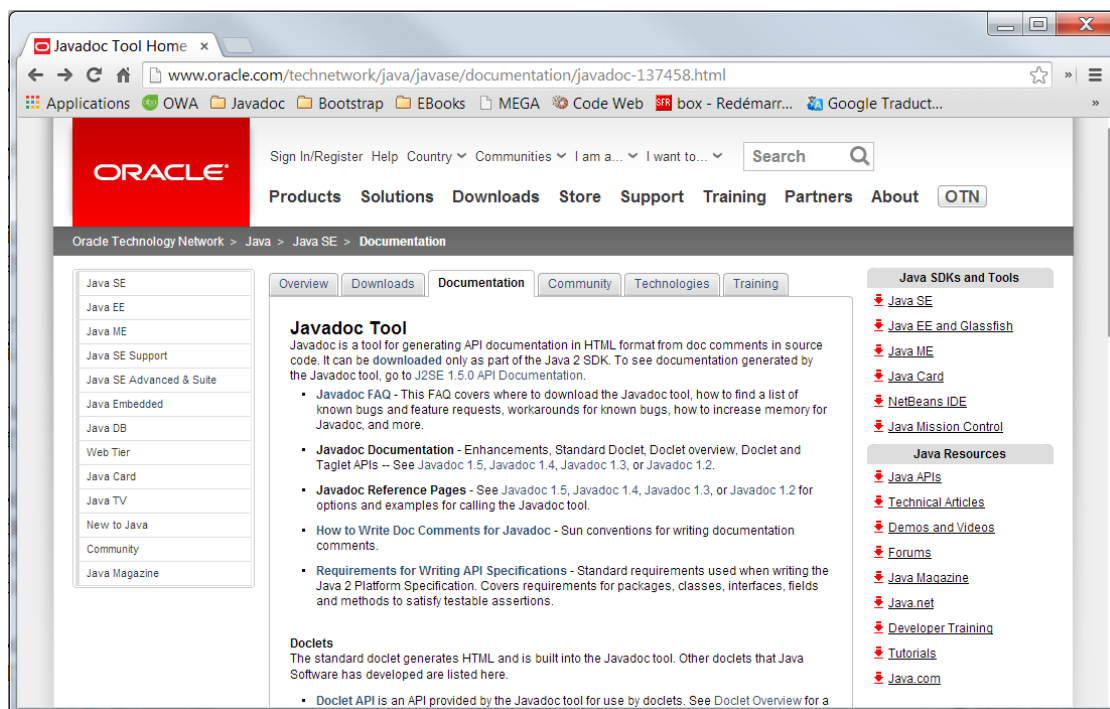 Javadoc Tool Home ×
www.oracle.com/technetwork/java/javase/documentation/javadoc-137458.html
Applications OWA Javadoc Bootstrap EBooks MEGA Code Web SFR box - Redémarr... Google Traduct... »
ORACLE
Sign In/Register Help Country Communities I am a... I want to... Search
Products Solutions Downloads Store Support Training Partners About OTN
Oracle Technology Network > Java > Java SE > Documentation
Java SE
Java EE
Java ME
Java SE Support
Java SE Advanced & Suite
Java Embedded
Java DB
Web Tier
Java Card
Java TV
New to Java
Community
Java Magazine
Overview Downloads Documentation Community Technologies Training
Javadoc Tool
Javadoc is a tool for generating API documentation in HTML format from doc comments in source
code. It can be downloaded only as part of the Java 2 SDK. To see documentation generated by
the Javadoc tool, go to J2SE 1.5.0 API Documentation.
▪ Javadoc FAQ - This FAQ covers where to download the Javadoc tool, how to find a list of
known bugs and feature requests, workarounds for known bugs, how to increase memory for
Javadoc, and more.
▪ Javadoc Documentation - Enhancements, Standard Doclet, Doclet overview, Doclet and
Taglet APIs -- See Javadoc 1.5, Javadoc 1.4, Javadoc 1.3, or Javadoc 1.2.
▪ Javadoc Reference Pages - See Javadoc 1.5, Javadoc 1.4, Javadoc 1.3, or Javadoc 1.2 for
options and examples for calling the Javadoc tool.
▪ How to Write Doc Comments for Javadoc - Sun conventions for writing documentation
comments.
▪ Requirements for Writing API Specifications - Standard requirements used when writing the
Java 2 Platform Specification. Covers requirements for packages, classes, interfaces, fields
and methods to satisfy testable assertions.
Doclets
The standard doclet generates HTML and is built into the Javadoc tool. Other doclets that Java
Software has developed are listed here.
▪ Doclet API is an API provided by the Javadoc tool for use by doclets. See Doclet Overview for a
Java SDKs and Tools
Java SE
Java EE and Glassfish
Java ME
Java Card
NetBeans IDE
Java Mission Control
Java Resources
Java APIs
Technical Articles
Demos and Videos
Forums
Java Magazine
Java.net
Developer Training
Tutorials
Java.com